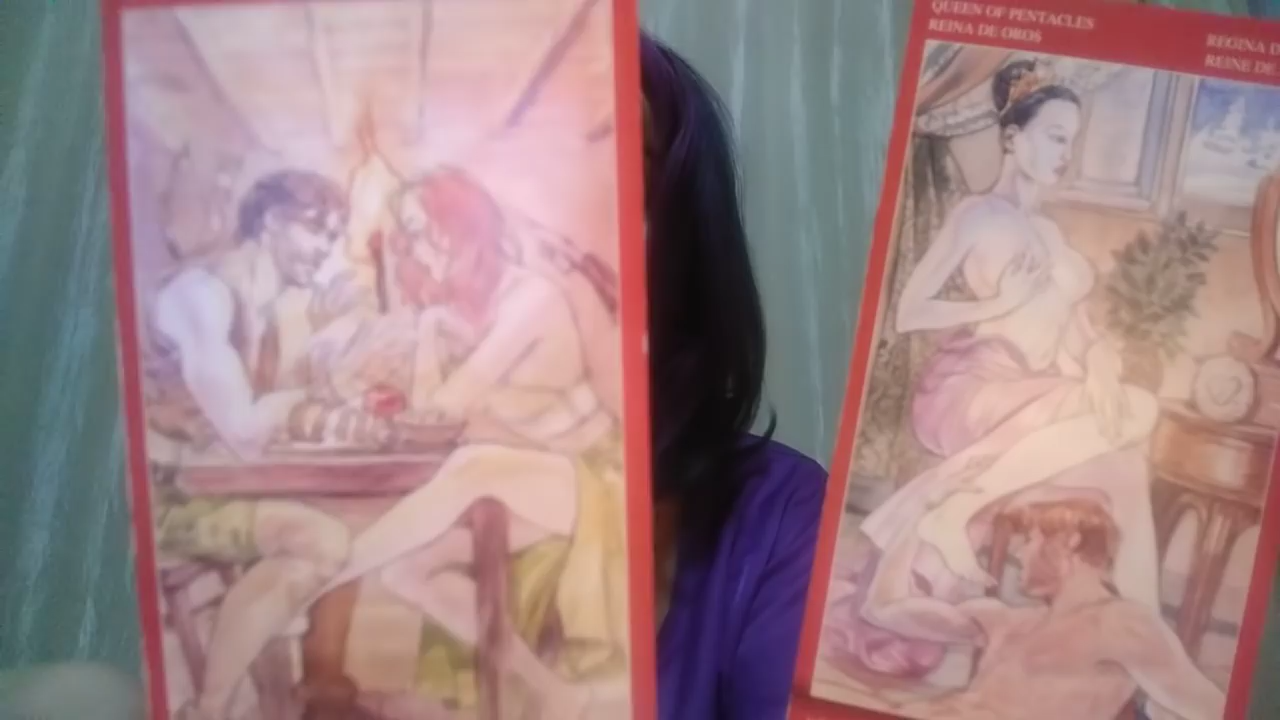 QUEEN OF PENTACLES
REINA DE OROS
REGINA D
REINE DE